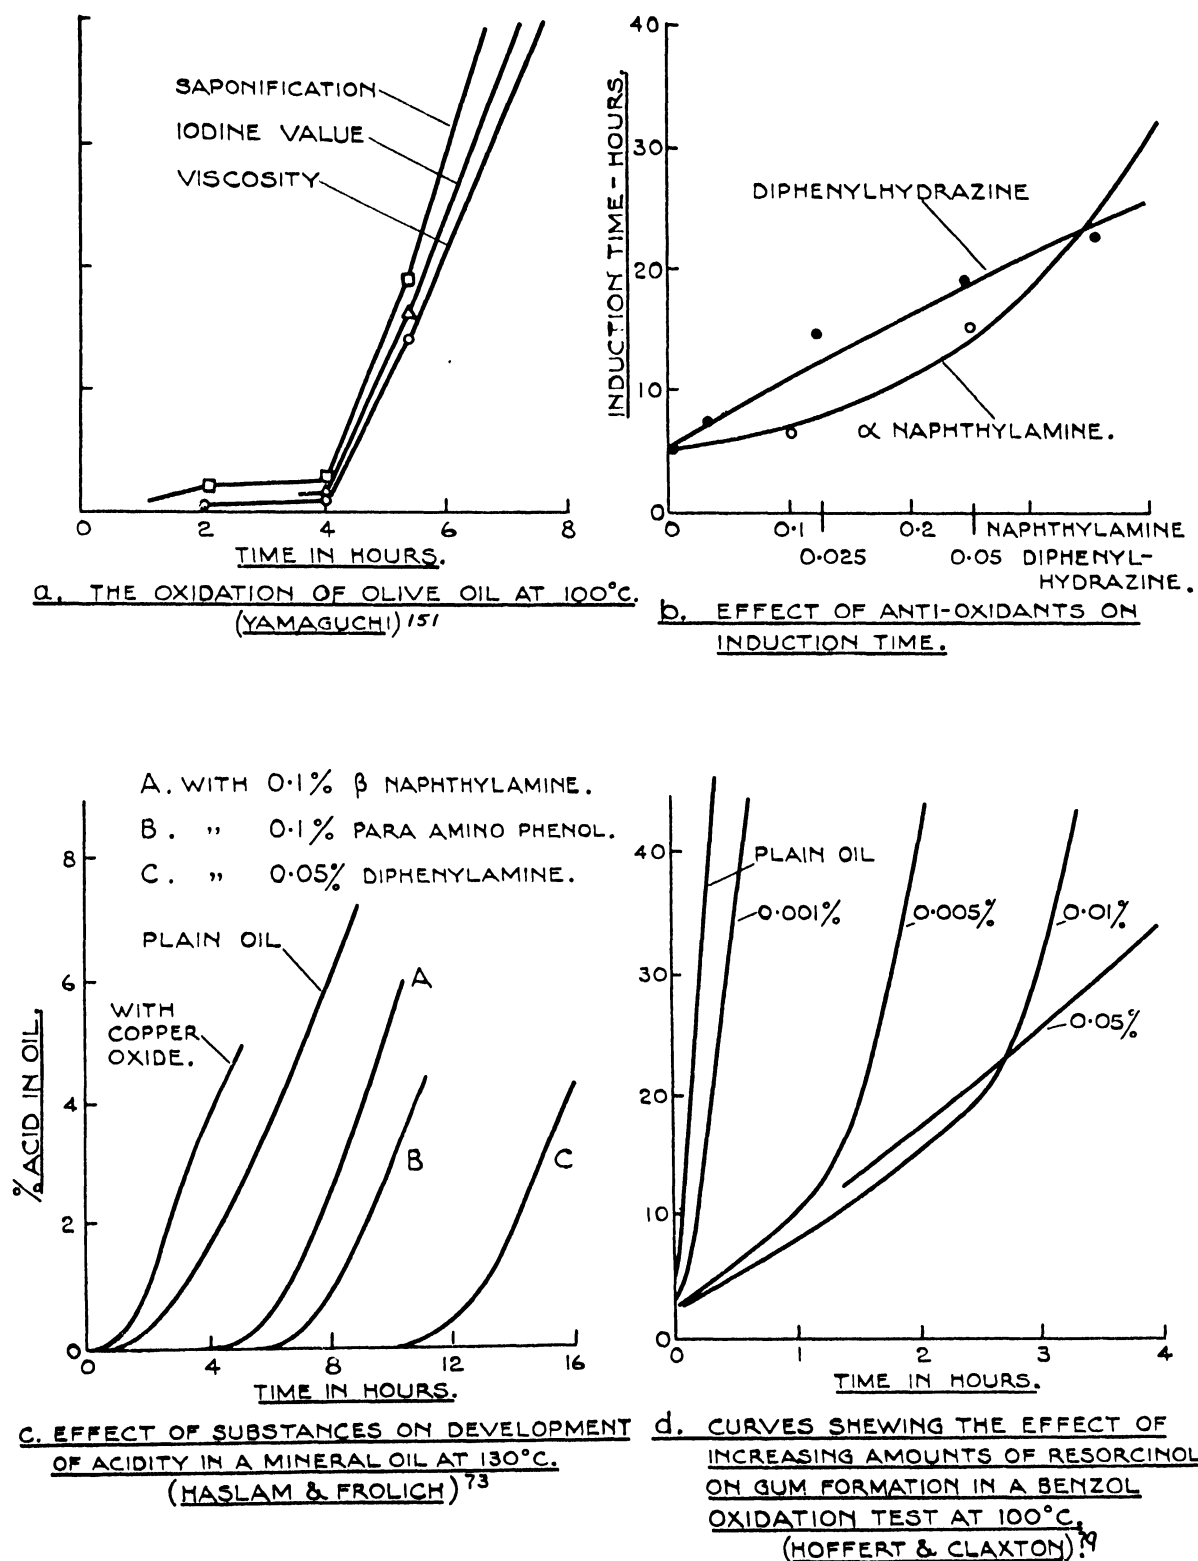 SAPONIFICATION
IODINE VALUE
VISCOSITY
0 2 4 6 8
TIME IN HOURS.
a. THE OXIDATION OF OLIVE OIL AT 100°C.
(YAMAGUCHI) 151
40
30
20
10
0
INDUCTION TIME - HOURS.
DIPHENYLHYDRAZINE
α NAPHTHYLAMINE.
0 0·1 0·2 NAPHTHYLAMINE
0·025 0·05 DIPHENYL-
HYDRAZINE.
b. EFFECT OF ANTI-OXIDANTS ON
INDUCTION TIME.
A. WITH 0·1% β NAPHTHYLAMINE.
B. " 0·1% PARA AMINO PHENOL.
C. " 0·05% DIPHENYLAMINE.
8
6
4
2
0
% ACID IN OIL.
PLAIN OIL
WITH
COPPER
OXIDE.
A
B
C
0 4 8 12 16
TIME IN HOURS.
c. EFFECT OF SUBSTANCES ON DEVELOPMENT
OF ACIDITY IN A MINERAL OIL AT 130°C.
(HASLAM & FROLICH) 73
40
30
20
10
0
PLAIN OIL
0·001%
0·005%
0·01%
0·05%
0 1 2 3 4
TIME IN HOURS.
d. CURVES SHEWING THE EFFECT OF
INCREASING AMOUNTS OF RESORCINOL
ON GUM FORMATION IN A BENZOL
OXIDATION TEST AT 100°C.
(HOFFERT & CLAXTON).